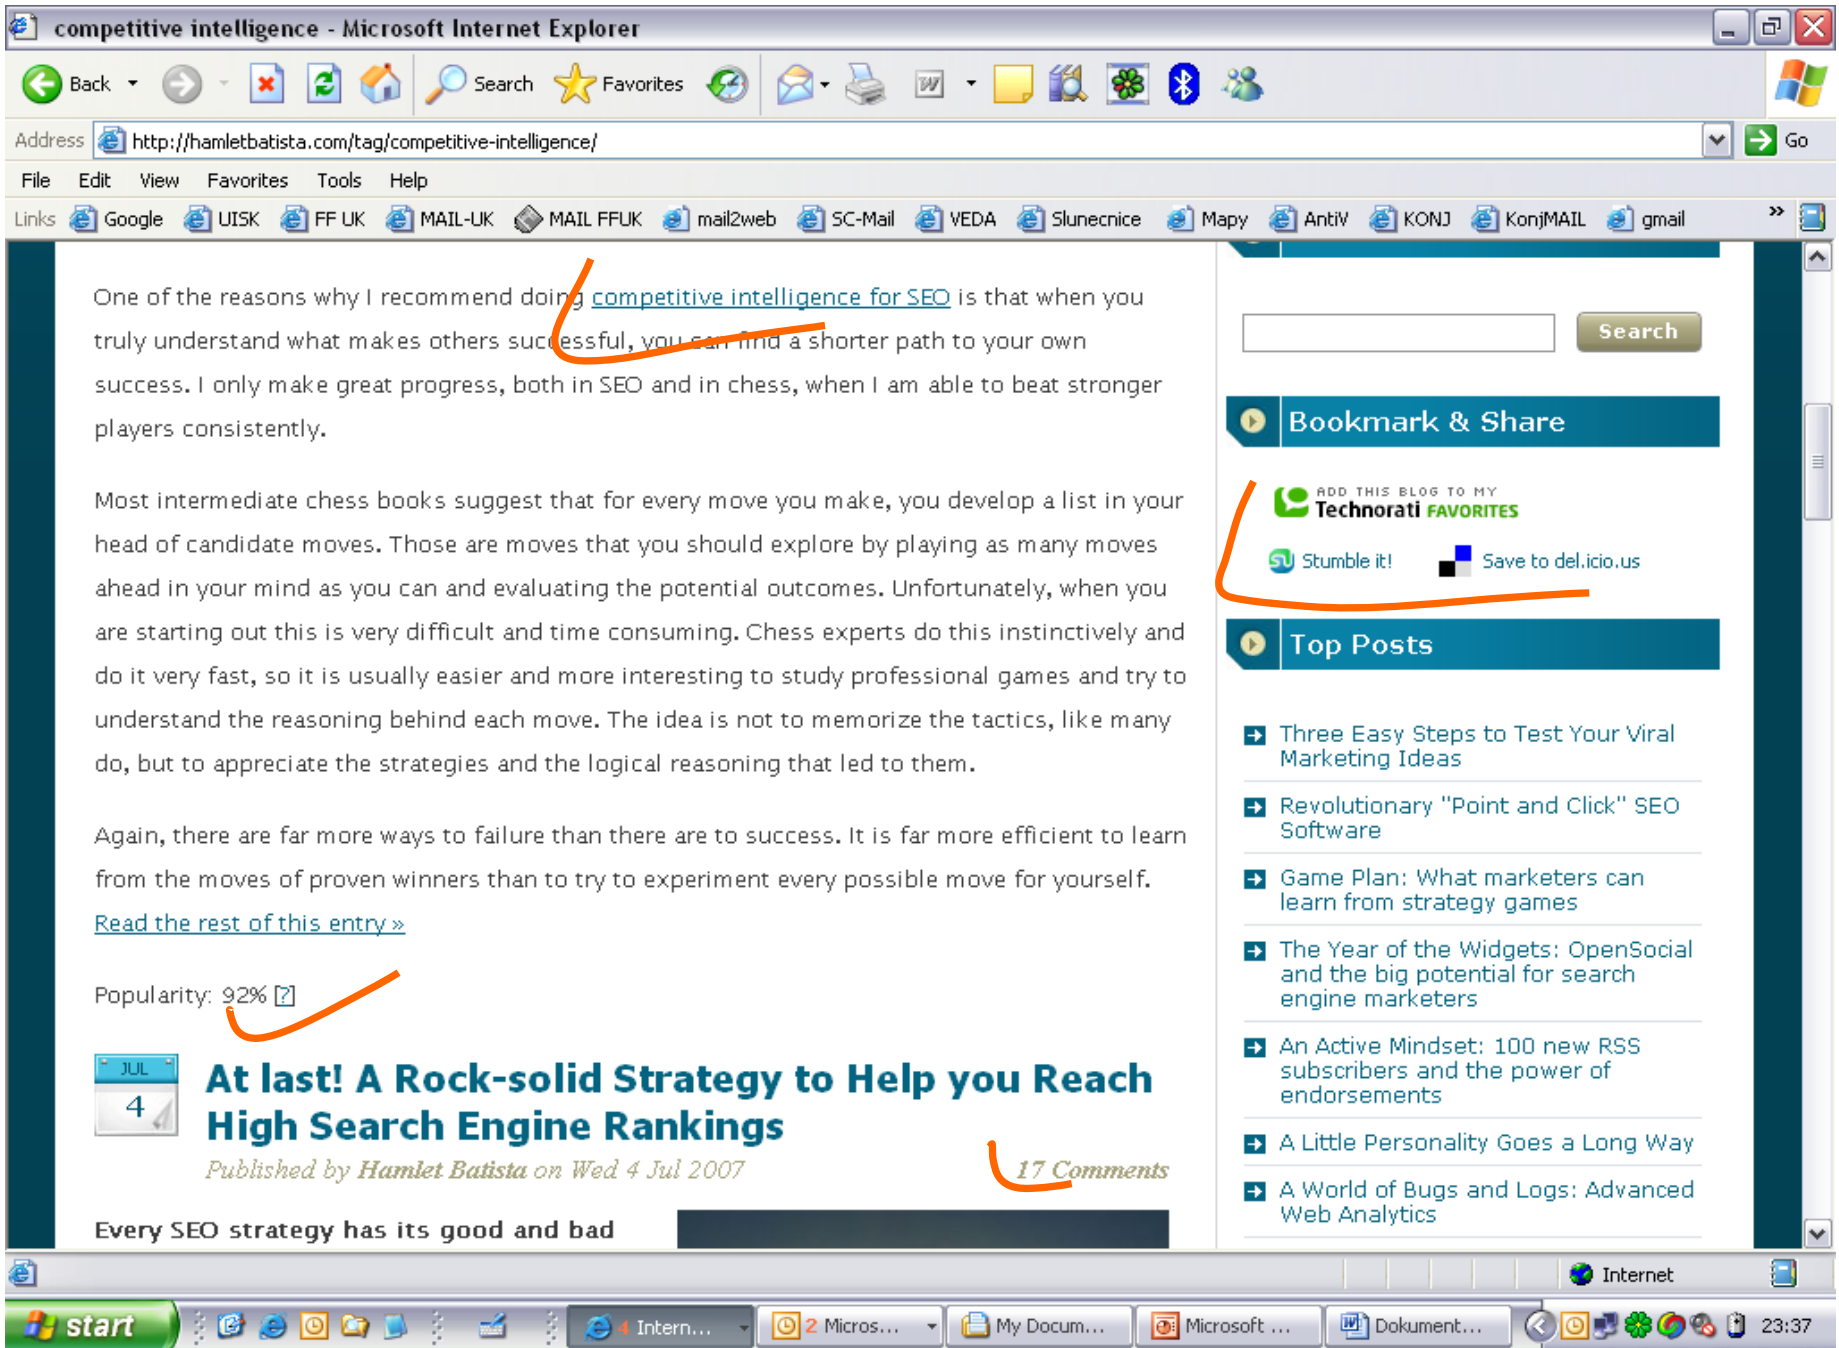 competitive intelligence - Microsoft Internet Explorer
Back Search Favorites
Address http://hamletbatista.com/tag/competitive-intelligence/ Go
File Edit View Favorites Tools Help
Links Google UISK FF UK MAIL-UK MAIL FFUK mail2web SC-Mail VEDA Slunecnice Mapy AntiV KONJ KonjMAIL gmail »
One of the reasons why I recommend doing competitive intelligence for SEO is that when you
truly understand what makes others successful, you can find a shorter path to your own
success. I only make great progress, both in SEO and in chess, when I am able to beat stronger
players consistently.
Most intermediate chess books suggest that for every move you make, you develop a list in your
head of candidate moves. Those are moves that you should explore by playing as many moves
ahead in your mind as you can and evaluating the potential outcomes. Unfortunately, when you
are starting out this is very difficult and time consuming. Chess experts do this instinctively and
do it very fast, so it is usually easier and more interesting to study professional games and try to
understand the reasoning behind each move. The idea is not to memorize the tactics, like many
do, but to appreciate the strategies and the logical reasoning that led to them.
Again, there are far more ways to failure than there are to success. It is far more efficient to learn
from the moves of proven winners than to try to experiment every possible move for yourself.
Read the rest of this entry »
Popularity: 92% [?]
JUL
4
At last! A Rock-solid Strategy to Help you Reach
High Search Engine Rankings
Published by Hamlet Batista on Wed 4 Jul 2007
17 Comments
Every SEO strategy has its good and bad
Search
Bookmark & Share
ADD THIS BLOG TO MY
Technorati FAVORITES
Stumble it! Save to del.icio.us
Top Posts
Three Easy Steps to Test Your Viral
Marketing Ideas
Revolutionary "Point and Click" SEO
Software
Game Plan: What marketers can
learn from strategy games
The Year of the Widgets: OpenSocial
and the big potential for search
engine marketers
An Active Mindset: 100 new RSS
subscribers and the power of
endorsements
A Little Personality Goes a Long Way
A World of Bugs and Logs: Advanced
Web Analytics
Internet
start 4 Intern... 2 Micros... My Docum... Microsoft ... Dokument... 23:37